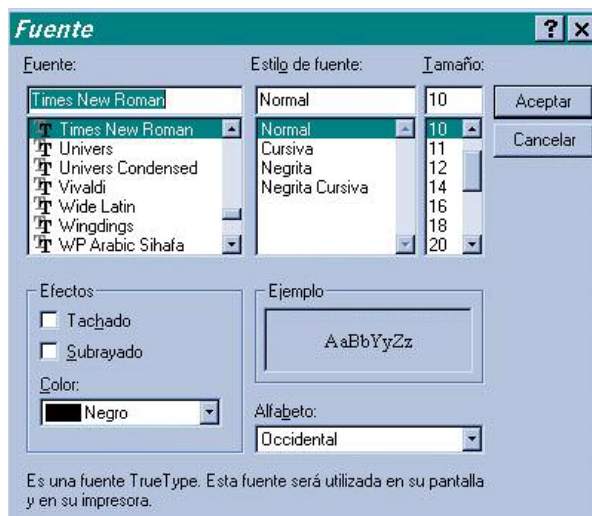 Fuente
Fuente:
Estilo de fuente:
Tamaño:
Times New Roman
Normal
10
Aceptar
Cancelar
Times New Roman
Univers
Univers Condensed
Vivaldi
Wide Latin
Wingdings
WP Arabic Sihafa
Normal
Cursiva
Negrita
Negrita Cursiva
10
11
12
14
16
18
20
Efectos
Tachado
Subrayado
Color:
Negro
Ejemplo
AaBbYyZz
Alfabeto:
Occidental
Es una fuente TrueType. Esta fuente será utilizada en su pantalla
y en su impresora.